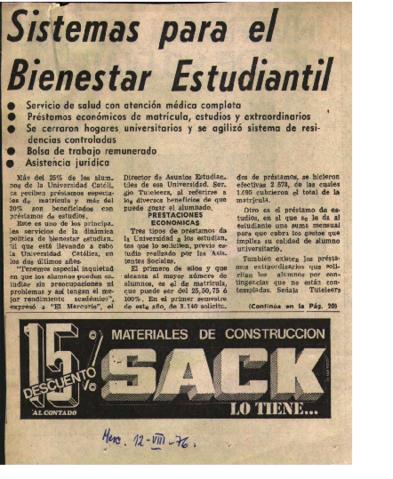 Sistemas para el
Bienestar Estudiantil
● Servicio de salud con atención médica completa
● Préstamos económicos de matrícula, estudios y extraordinarios
● Se cerraron hogares universitarios y se agilizó sistema de resi-
dencias controladas
● Bolsa de trabajo remunerado
● Asistencia jurídica
Más del 25% de los alum-
nos de la Universidad Católi-
ca reciben préstamos especia-
les de matrícula y más del
20% son beneficiados con
préstamos de estudios.
Este es uno de los principa-
les servicios de la dinámica
política de bienestar estudian-
til que está llevando a cabo
la Universidad Católica, en
los dos últimos años.
"Tenemos especial inquietud
en que los alumnos puedan es-
tudiar sin preocupaciones ni
problemas y así tengan el me-
jor rendimiento académico",
expresó a "El Mercurio", el
Director de Asuntos Estudian-
tiles de esa Universidad, Ser-
gio Tuteleers, al referirse a
los diversos beneficios de que
puede gozar el alumnado.
PRESTACIONES
ECONOMICAS
Tres tipos de préstamos da
la Universidad a los estudian-
tes que lo soliciten, previo es-
tudio realizado por las Asis-
tentes Sociales.
El primero de ellos y que
alcanza al mayor número de
alumnos, es el de matrícula,
que puede ser del 25, 50, 75 ó
100%. En el primer semestre
de este año, de 3.140 solicitu-
des de préstamos, se hicieron
efectivas 2.878, de las cuales
1.695 cubrieron el total de la
matrícula.
Otro es el préstamo de es-
tudios, en el que se le da al
estudiante una suma mensual
para que cubra los gastos que
implica su calidad de alumno
universitario.
También existen los présta-
mos extraordinarios que soli-
citan los alumnos por con-
tingencias que no están con-
templadas. Señala Tuteleers
(Continúa en la Pág. 20)
15%
DESCUENTO
AL CONTADO
MATERIALES DE CONSTRUCCION
SACK
LO TIENE...
Merc. 12-VIII-76.